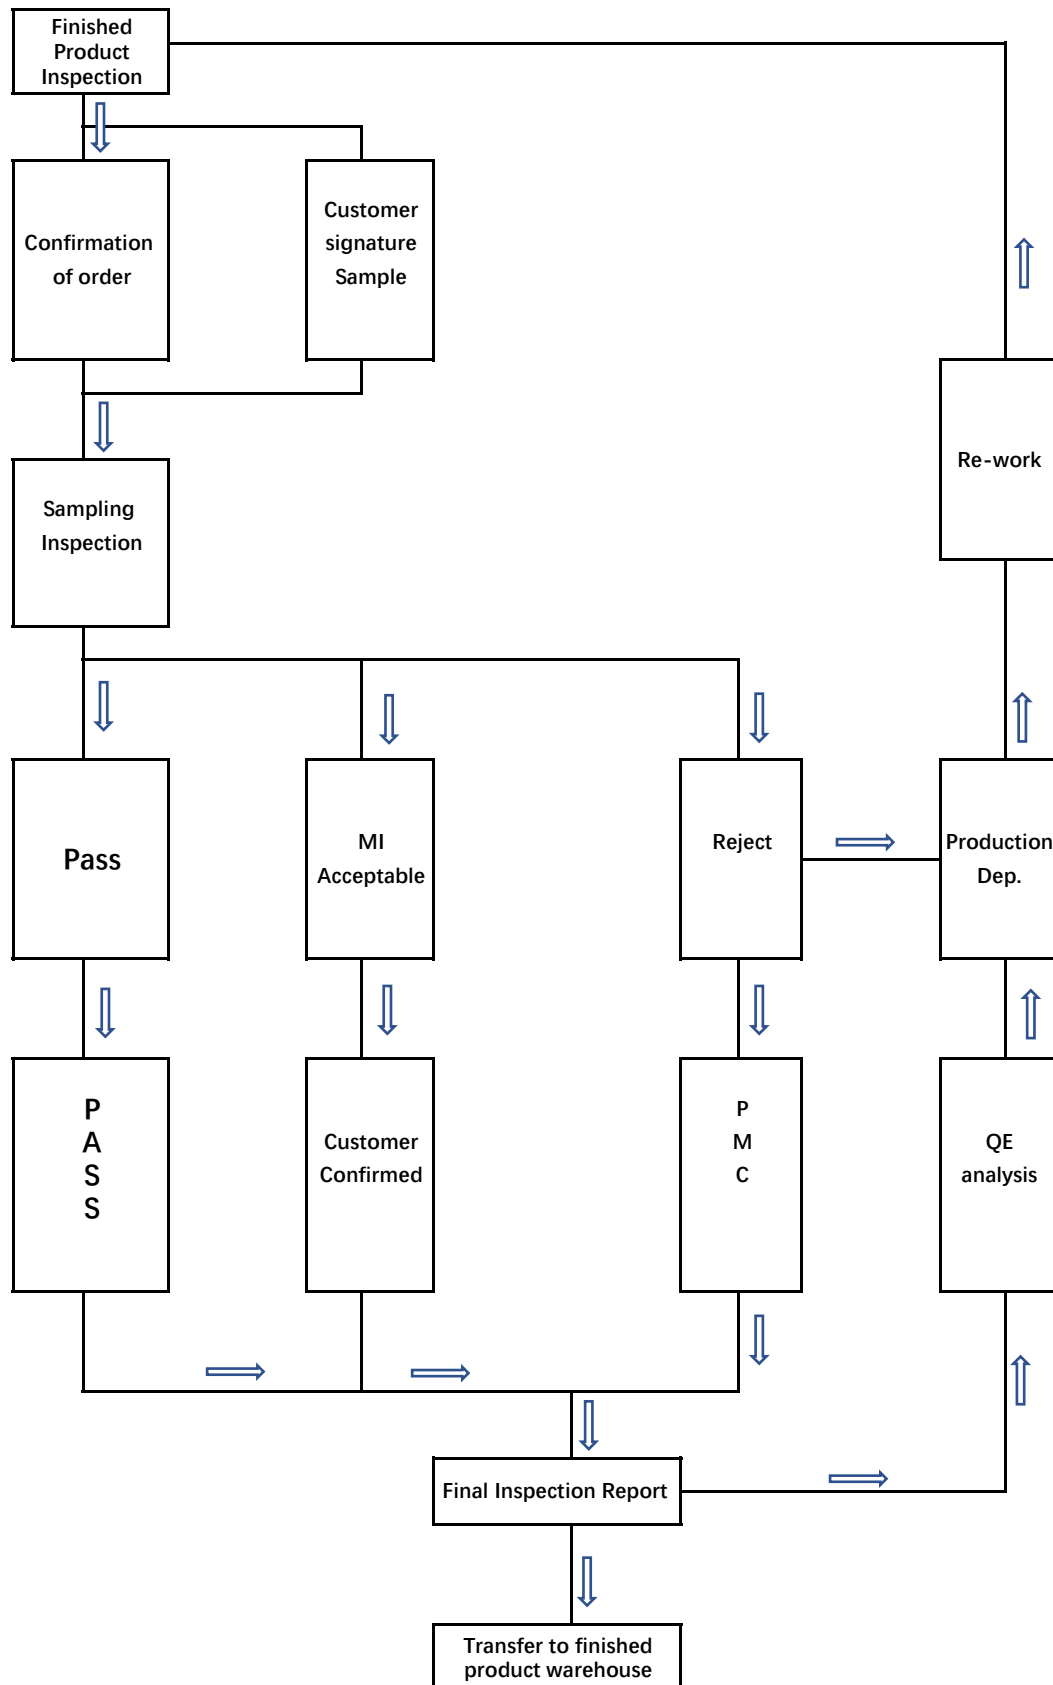 Finished
Product
Inspection
Confirmation
of order
Customer
signature
Sample
Re-work
Sampling
Inspection
Pass
MI
Acceptable
Reject
Production
Dep.
P
A
S
S
Customer
Confirmed
P
M
C
QE
analysis
Final Inspection Report
Transfer to finished
product warehouse